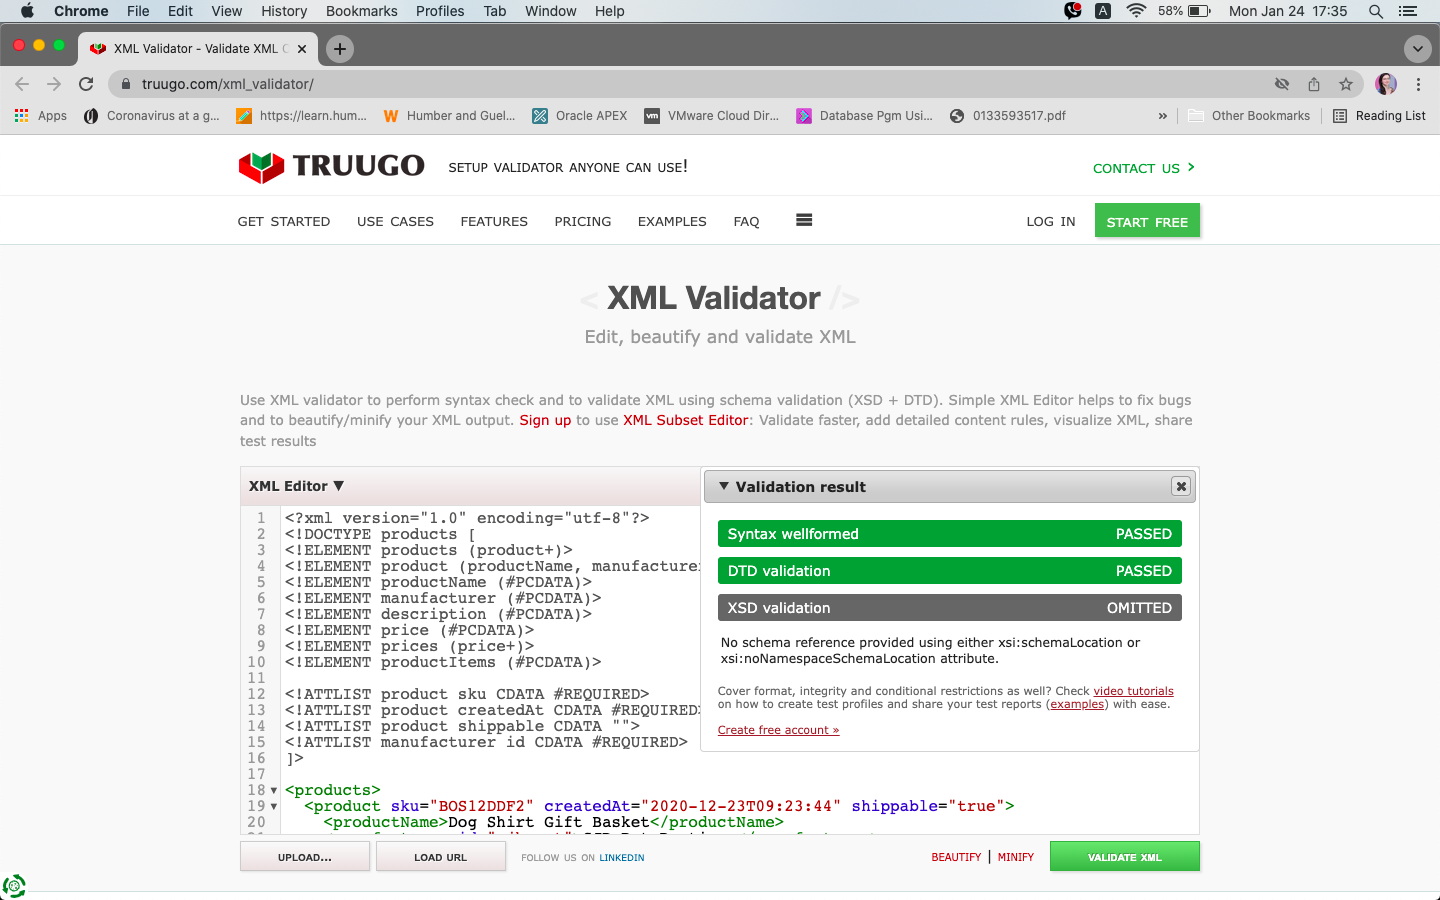 Chrome File Edit View History Bookmarks Profiles Tab Window Help A 58% Mon Jan 24 17:35
XML Validator - Validate XML
truugo.com/xml_validator/
Apps Coronavirus at a g... https://learn.hum... Humber and Guel... Oracle APEX vm VMware Cloud Dir... Database Pgm Usi... 0133593517.pdf » Other Bookmarks Reading List
TRUUGO SETUP VALIDATOR ANYONE CAN USE! CONTACT US >
GET STARTED USE CASES FEATURES PRICING EXAMPLES FAQ LOG IN START FREE
< XML Validator />
Edit, beautify and validate XML
Use XML validator to perform syntax check and to validate XML using schema validation (XSD + DTD). Simple XML Editor helps to fix bugs
and to beautify/minify your XML output. Sign up to use XML Subset Editor: Validate faster, add detailed content rules, visualize XML, share
test results
XML Editor ▼
1 <?xml version="1.0" encoding="utf-8"?>
2 <!DOCTYPE products [
3 <!ELEMENT products (product+)>
4 <!ELEMENT product (productName, manufacturer
5 <!ELEMENT productName (#PCDATA)>
6 <!ELEMENT manufacturer (#PCDATA)>
7 <!ELEMENT description (#PCDATA)>
8 <!ELEMENT price (#PCDATA)>
9 <!ELEMENT prices (price+)>
10 <!ELEMENT productItems (#PCDATA)>
11
12 <!ATTLIST product sku CDATA #REQUIRED>
13 <!ATTLIST product createdAt CDATA #REQUIRED>
14 <!ATTLIST product shippable CDATA "">
15 <!ATTLIST manufacturer id CDATA #REQUIRED>
16 ]>
17
18 <products>
19 <product sku="BOS12DDF2" createdAt="2020-12-23T09:23:44" shippable="true">
20 <productName>Dog Shirt Gift Basket</productName>
▼ Validation result
Syntax wellformed PASSED
DTD validation PASSED
XSD validation OMITTED
No schema reference provided using either xsi:schemaLocation or
xsi:noNamespaceSchemaLocation attribute.
Cover format, integrity and conditional restrictions as well? Check video tutorials
on how to create test profiles and share your test reports (examples) with ease.
Create free account »
UPLOAD... LOAD URL FOLLOW US ON LINKEDIN BEAUTIFY | MINIFY VALIDATE XML